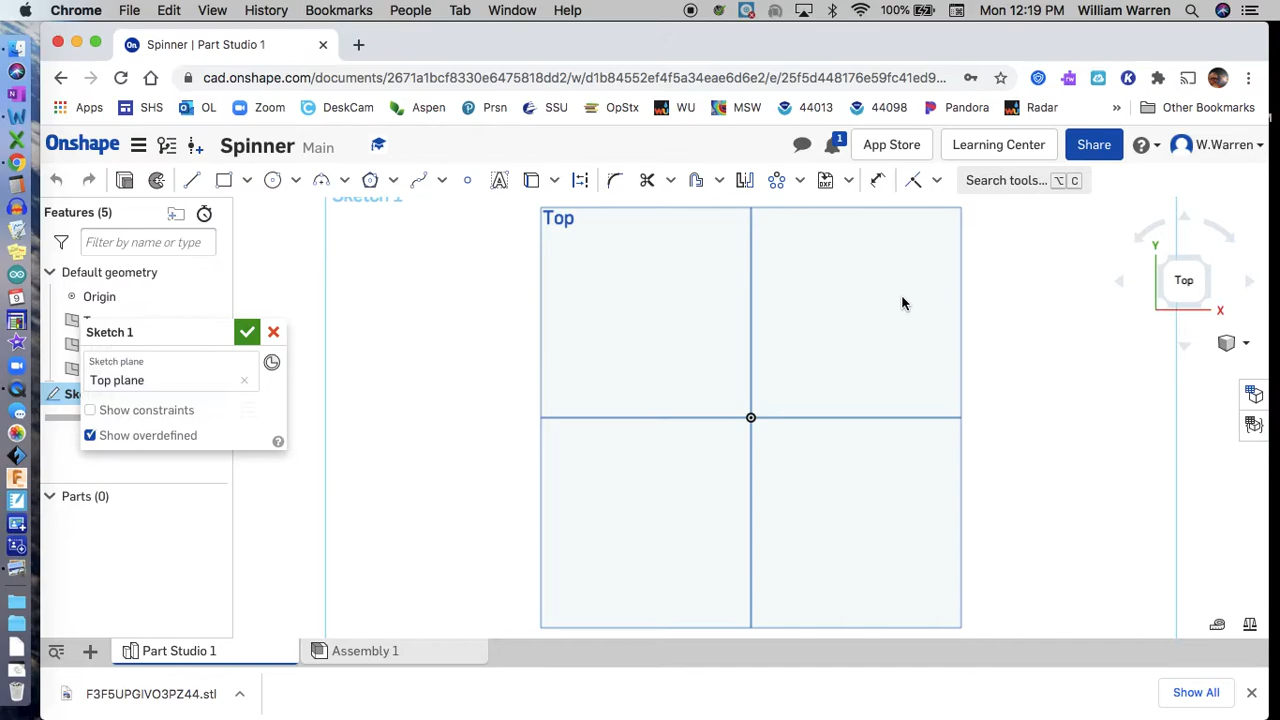 Chrome File Edit View History Bookmarks People Tab Window Help 100% Mon 12:19 PM William Warren
On Spinner | Part Studio 1
cad.onshape.com/documents/2671a1bcf8330e6475818dd2/w/d1b84552ef4f5a34eae6d6e2/e/25f5d448176e59fc41ed9...
Apps SHS OL Zoom DeskCam Aspen Prsn SSU OpStx WU MSW 44013 44098 Pandora Radar » Other Bookmarks
Onshape Spinner Main 1 App Store Learning Center Share W.Warren
Search tools... ⌥ C
Sketch 1
Features (5)
Top
Filter by name or type
Default geometry
Origin
Y
Top
X
Sketch 1
Sketch plane
Top plane
Show constraints
Show overdefined
Parts (0)
Part Studio 1 Assembly 1
F3F5UPGIVO3PZ44.stl Show All